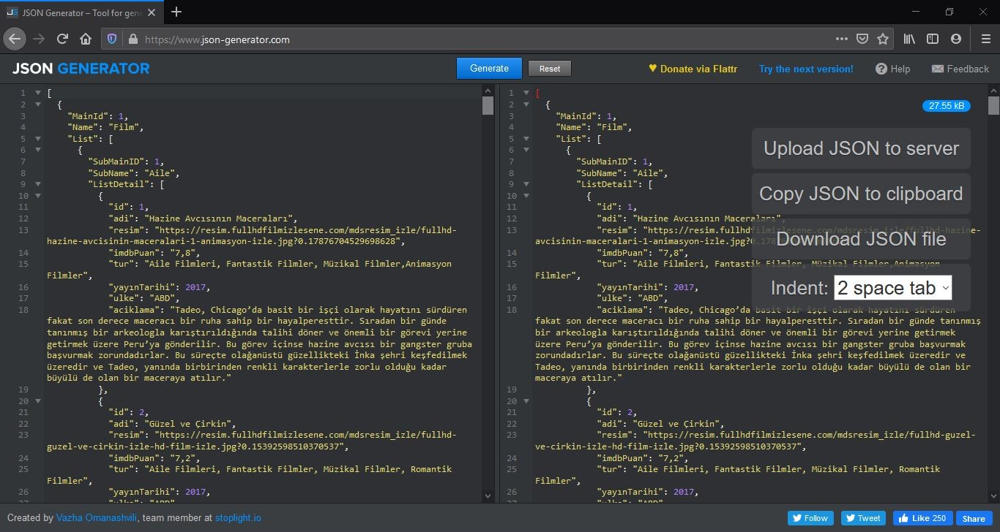 JSON Generator – Tool for gene
https://www.json-generator.com
JSON GENERATOR
Generate
Reset
Donate via Flattr
Try the next version!
Help
Feedback
1 [
2 {
3 "MainId": 1,
4 "Name": "Film",
5 "List": [
6 {
7 "SubMainID": 1,
8 "SubName": "Aile",
9 "ListDetail": [
10 {
11 "id": 1,
12 "adi": "Hazine Avcısının Maceraları",
13 "resim": "https://resim.fullhdfilmizlesene.com/mdsresim_izle/fullhd-
hazine-avcisinin-maceralari-1-animasyon-izle.jpg?0.17876704529698628",
14 "imdbPuan": "7,8",
15 "tur": "Aile Filmleri, Fantastik Filmler, Müzikal Filmler,Animasyon
Filmler",
16 "yayınTarihi": 2017,
17 "ulke": "ABD",
18 "aciklama": "Tadeo, Chicago’da basit bir işçi olarak hayatını sürdüren
fakat son derece maceracı bir ruha sahip bir hayalperesttir. Sıradan bir günde
tanınmış bir arkeologla karıştırıldığında talihi döner ve önemli bir görevi yerine
getirmek üzere Peru’ya gönderilir. Bu görev içinse hazine avcısı bir gangster gruba
başvurmak zorundadırlar. Bu süreçte olağanüstü güzellikteki İnka şehri keşfedilmek
üzeredir ve Tadeo, yanında birbirinden renkli karakterlerle zorlu olduğu kadar
büyülü de olan bir maceraya atılır."
19 },
20 {
21 "id": 2,
22 "adi": "Güzel ve Çirkin",
23 "resim": "https://resim.fullhdfilmizlesene.com/mdsresim_izle/fullhd-
guzel-ve-cirkin-izle-hd-film-izle.jpg?0.15392598510370537",
24 "imdbPuan": "7,2",
25 "tur": "Aile Filmleri, Fantastik Filmler, Müzikal Filmler, Romantik
Filmler",
26 "yayınTarihi": 2017,
27 "ulke": "ABD",
1 [
2 {
3 "MainId": 1,
4 "Name": "Film",
5 "List": [
6 {
7 "SubMainID": 1,
8 "SubName": "Aile",
9 "ListDetail": [
10 {
11 "id": 1,
12 "adi": "Hazine Avcısının Maceraları",
13 "resim": "https://resim.fullhdfilmizlesene.com/mdsresim_izle/fullhd-hazine-
avcisinin-maceralari-1-animasyon-izle.jpg?0.17876704529698628",
14 "imdbPuan": "7,8",
15 "tur": "Aile Filmleri, Fantastik Filmler, Müzikal Filmler,Animasyon
Filmler",
16 "yayınTarihi": 2017,
17 "ulke": "ABD",
18 "aciklama": "Tadeo, Chicago’da basit bir işçi olarak hayatını sürdüren
fakat son derece maceracı bir ruha sahip bir hayalperesttir. Sıradan bir günde tanınmış
bir arkeologla karıştırıldığında talihi döner ve önemli bir görevi yerine getirmek
üzere Peru’ya gönderilir. Bu görev içinse hazine avcısı bir gangster gruba başvurmak
zorundadırlar. Bu süreçte olağanüstü güzellikteki İnka şehri keşfedilmek üzeredir ve
Tadeo, yanında birbirinden renkli karakterlerle zorlu olduğu kadar büyülü de olan bir
maceraya atılır."
19 },
20 {
21 "id": 2,
22 "adi": "Güzel ve Çirkin",
23 "resim": "https://resim.fullhdfilmizlesene.com/mdsresim_izle/fullhd-guzel-
ve-cirkin-izle-hd-film-izle.jpg?0.15392598510370537",
24 "imdbPuan": "7,2",
25 "tur": "Aile Filmleri, Fantastik Filmler, Müzikal Filmler, Romantik
Filmler",
26 "yayınTarihi": 2017,
27 "ulke": "ABD",
27.55 kB
Upload JSON to server
Copy JSON to clipboard
Download JSON file
Indent: 2 space tab
Created by Vazha Omanashvili, team member at stoplight.io
Follow
Tweet
Like 250
Share